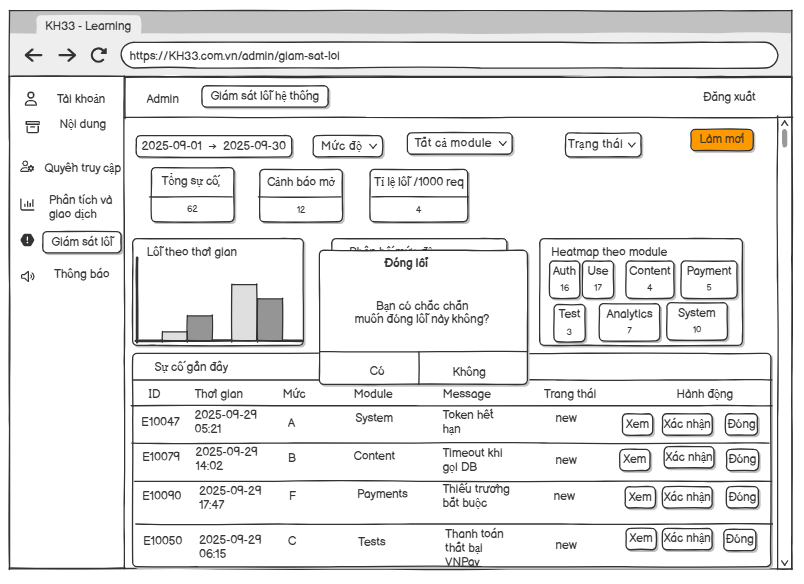 KH33 - Learning
https://KH33.com.vn/admin/giam-sat-loi
Tài khoản
Nội dung
Quyền truy cập
Phân tích và
giao dịch
Giám sát lỗi
Thông báo
Admin
Giám sát lỗi hệ thống
Đăng xuất
2025-09-01 → 2025-09-30
Mức độ
Tất cả module
Trạng thái
Làm mới
Tổng sự cố,
62
Cảnh báo mở
12
Tỉ lệ lỗi /1000 req
4
Lỗi theo thời gian
Heatmap theo module
Auth
16
Use
17
Content
4
Payment
5
Test
3
Analytics
7
System
10
Đóng lỗi
Bạn có chắc chắn
muốn đóng lỗi này không?
Có
Không
Sự cố gần đây
ID Thời gian Mức Module Message Trang thái Hành động
E10047 2025-09-29 05:21 A System Token hết hạn new Xem Xác nhận Đóng
E10079 2025-09-29 14:02 B Content Timeout khi gọi DB new Xem Xác nhận Đóng
E10090 2025-09-29 17:47 F Payments Thiếu trường bắt buộc new Xem Xác nhận Đóng
E10050 2025-09-29 06:15 C Tests Thanh toán thất bại VNPay new Xem Xác nhận Đóng